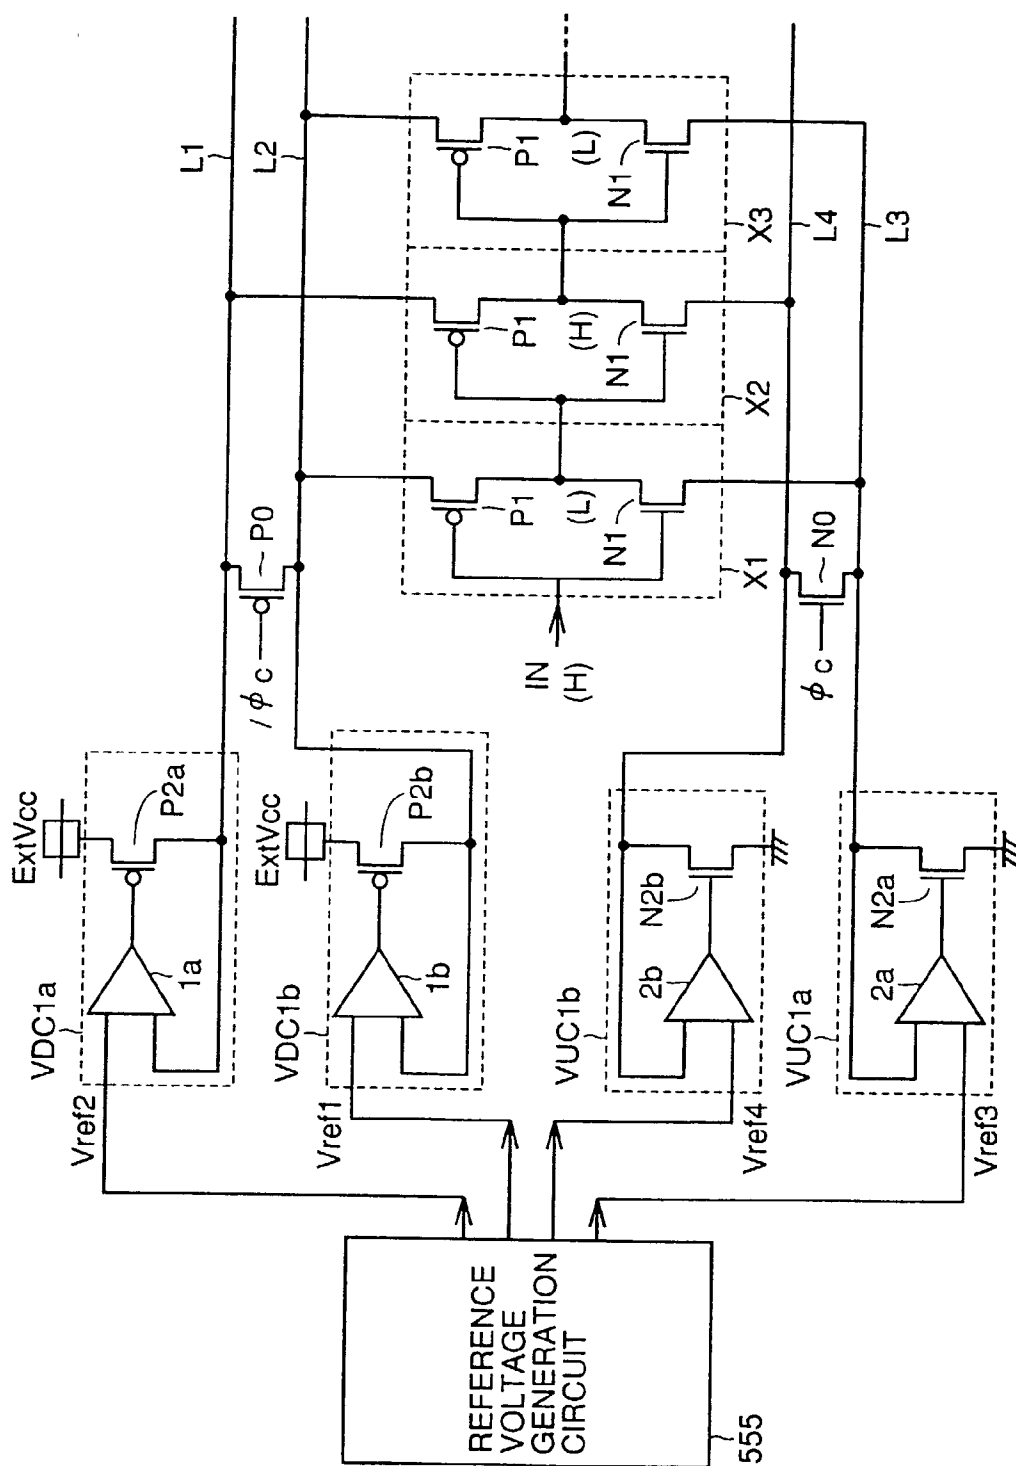 L1
L2
ExtVcc
P2a
1a
VDC1a
Vref2
/φc
P0
ExtVcc
P2b
1b
VDC1b
Vref1
P1
P1
P1
(L)
(H)
(L)
IN
(H)
N1
N1
N1
X1
X2
X3
L4
L3
N0
φc
N2b
2b
VUC1b
Vref4
N2a
2a
VUC1a
Vref3
REFERENCE
VOLTAGE
GENERATION
CIRCUIT
555